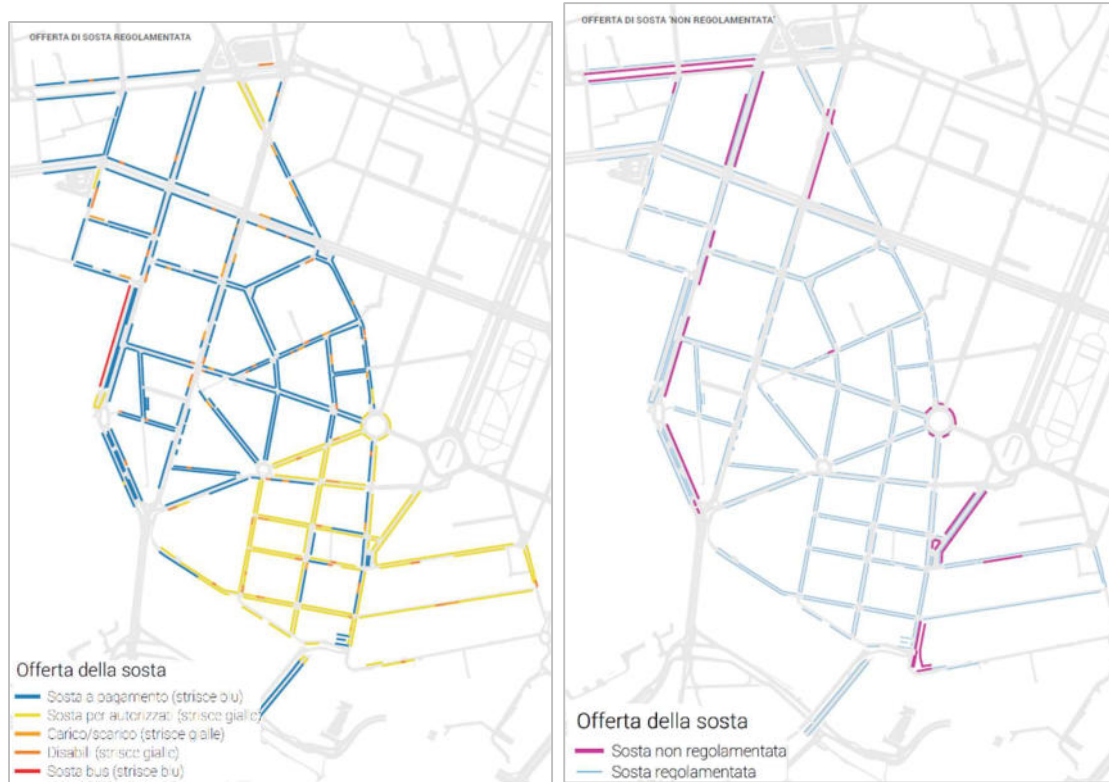 OFFERTA DI SOSTA REGOLAMENTATA
Offerta della sosta
Sosta a pagamento (strisce blu)
Sosta per autorizzati (strisce gialle)
Carico/scarico (strisce gialle)
Disabili (strisce gialle)
Sosta bus (strisce blu)
OFFERTA DI SOSTA 'NON REGOLAMENTATA'
Offerta della sosta
Sosta non regolamentata
Sosta regolamentata